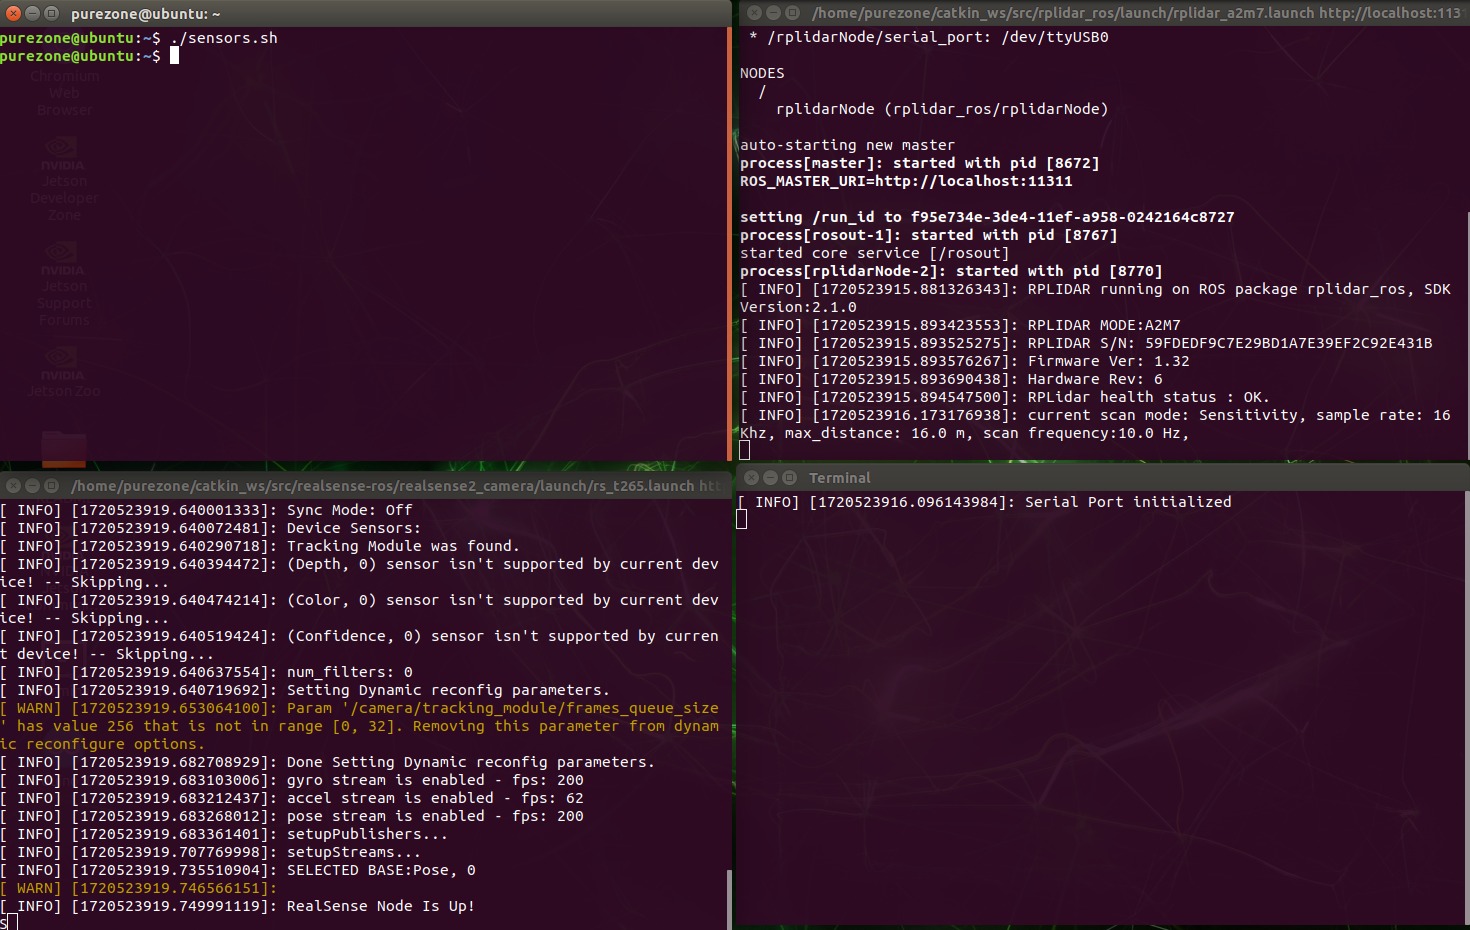 purezone@ubuntu: ~
purezone@ubuntu:~$ ./sensors.sh
purezone@ubuntu:~$
Chromium
Web
Browser
NVIDIA
Jetson
Developer
Zone
NVIDIA
Jetson
Support
Forums
NVIDIA
Jetson Zoo
/home/purezone/catkin_ws/src/rplidar_ros/launch/rplidar_a2m7.launch http://localhost:113
* /rplidarNode/serial_port: /dev/ttyUSB0
NODES
/
rplidarNode (rplidar_ros/rplidarNode)
auto-starting new master
process[master]: started with pid [8672]
ROS_MASTER_URI=http://localhost:11311
setting /run_id to f95e734e-3de4-11ef-a958-0242164c8727
process[rosout-1]: started with pid [8767]
started core service [/rosout]
process[rplidarNode-2]: started with pid [8770]
[ INFO] [1720523915.881326343]: RPLIDAR running on ROS package rplidar_ros, SDK
Version:2.1.0
[ INFO] [1720523915.893423553]: RPLIDAR MODE:A2M7
[ INFO] [1720523915.893525275]: RPLIDAR S/N: 59FDEDF9C7E29BD1A7E39EF2C92E431B
[ INFO] [1720523915.893576267]: Firmware Ver: 1.32
[ INFO] [1720523915.893690438]: Hardware Rev: 6
[ INFO] [1720523915.894547500]: RPLidar health status : OK.
[ INFO] [1720523916.173176938]: current scan mode: Sensitivity, sample rate: 16
Khz, max_distance: 16.0 m, scan frequency:10.0 Hz,
/home/purezone/catkin_ws/src/realsense-ros/realsense2_camera/launch/rs_t265.launch htt
[ INFO] [1720523919.640001333]: Sync Mode: Off
[ INFO] [1720523919.640072481]: Device Sensors:
[ INFO] [1720523919.640290718]: Tracking Module was found.
[ INFO] [1720523919.640394472]: (Depth, 0) sensor isn't supported by current dev
ice! -- Skipping...
[ INFO] [1720523919.640474214]: (Color, 0) sensor isn't supported by current dev
ice! -- Skipping...
[ INFO] [1720523919.640519424]: (Confidence, 0) sensor isn't supported by curren
t device! -- Skipping...
[ INFO] [1720523919.640637554]: num_filters: 0
[ INFO] [1720523919.640719692]: Setting Dynamic reconfig parameters.
[ WARN] [1720523919.653064100]: Param '/camera/tracking_module/frames_queue_size
' has value 256 that is not in range [0, 32]. Removing this parameter from dynam
ic reconfigure options.
[ INFO] [1720523919.682708929]: Done Setting Dynamic reconfig parameters.
[ INFO] [1720523919.683103006]: gyro stream is enabled - fps: 200
[ INFO] [1720523919.683212437]: accel stream is enabled - fps: 62
[ INFO] [1720523919.683268012]: pose stream is enabled - fps: 200
[ INFO] [1720523919.683361401]: setupPublishers...
[ INFO] [1720523919.707769998]: setupStreams...
[ INFO] [1720523919.735510904]: SELECTED BASE:Pose, 0
[ WARN] [1720523919.746566151]:
[ INFO] [1720523919.749991119]: RealSense Node Is Up!
S
Terminal
[ INFO] [1720523916.096143984]: Serial Port initialized